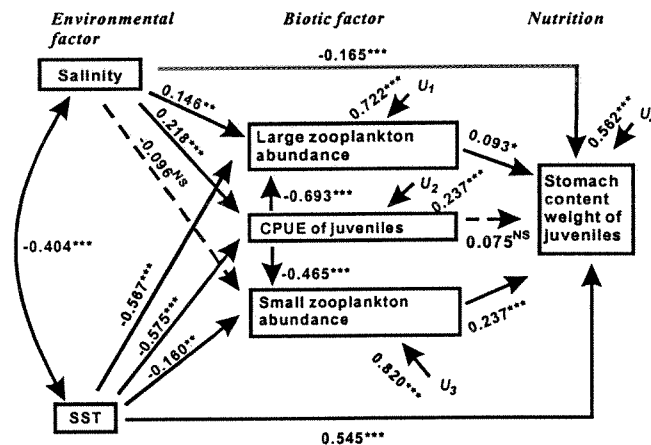 Environmental factor
Biotic factor
Nutrition
-0.165***
Salinity
0.146**
0.722***
U1
0.218***
-0.096NS
Large zooplankton abundance
0.093*
0.562***
U
-0.693***
U2
0.237***
Stomach content weight of juveniles
-0.404***
CPUE of juveniles
0.075NS
-0.567***
-0.465***
-0.575***
Small zooplankton abundance
0.237***
-0.160**
0.820***
U3
SST
0.545***